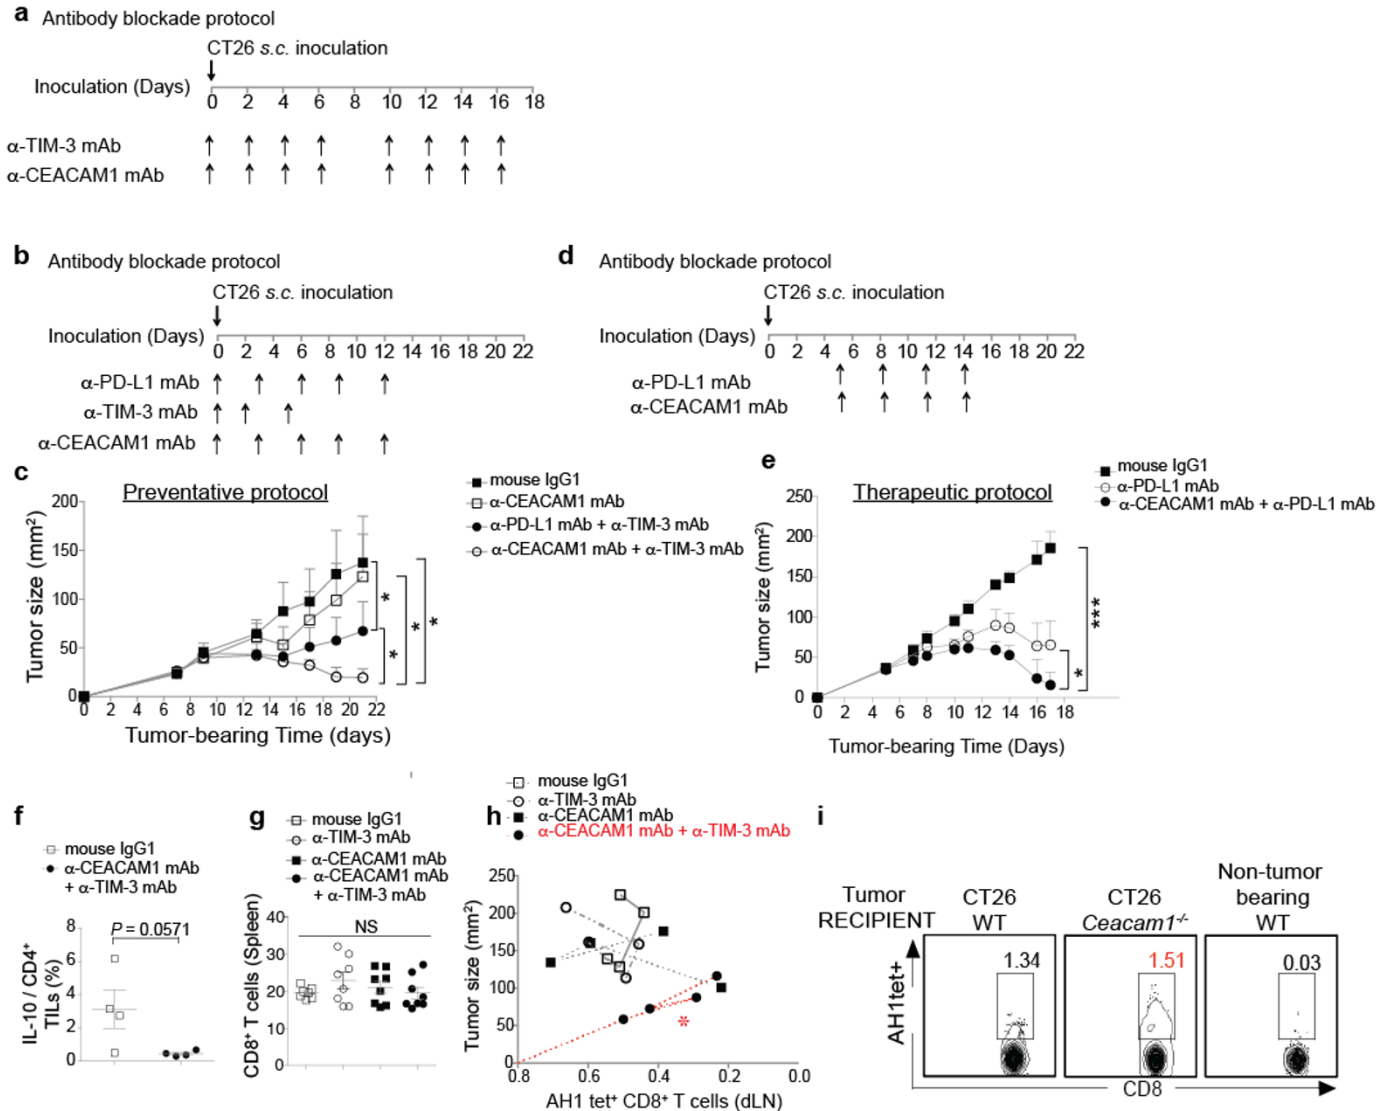 a Antibody blockade protocol
CT26 s.c. inoculation
Inoculation (Days)
0 2 4 6 8 10 12 14 16 18
α-TIM-3 mAb
α-CEACAM1 mAb
b Antibody blockade protocol
CT26 s.c. inoculation
Inoculation (Days)
0 2 4 6 8 10 12 14 16 18 20 22
α-PD-L1 mAb
α-TIM-3 mAb
α-CEACAM1 mAb
d Antibody blockade protocol
CT26 s.c. inoculation
Inoculation (Days)
0 2 4 6 8 10 12 14 16 18 20 22
α-PD-L1 mAb
α-CEACAM1 mAb
c
Preventative protocol
mouse IgG1
α-CEACAM1 mAb
α-PD-L1 mAb + α-TIM-3 mAb
α-CEACAM1 mAb + α-TIM-3 mAb
Tumor size (mm²)
200
150
100
50
0
* * * *
0 2 4 6 8 10 12 14 16 18 20 22
Tumor-bearing Time (days)
e
Therapeutic protocol
mouse IgG1
α-PD-L1 mAb
α-CEACAM1 mAb + α-PD-L1 mAb
Tumor size (mm²)
250
200
150
100
50
0
***
*
0 2 4 6 8 10 12 14 16 18
Tumor-bearing Time (Days)
f
mouse IgG1
α-CEACAM1 mAb
+ α-TIM-3 mAb
P = 0.0571
IL-10 / CD4⁺
TILs (%)
8
6
4
2
0
g
mouse IgG1
α-TIM-3 mAb
α-CEACAM1 mAb
α-CEACAM1 mAb
+ α-TIM-3 mAb
NS
CD8⁺ T cells (Spleen)
40
30
20
10
0
h
mouse IgG1
α-TIM-3 mAb
α-CEACAM1 mAb
α-CEACAM1 mAb + α-TIM-3 mAb
Tumor size (mm²)
250
200
150
100
50
0
*
0.8 0.6 0.4 0.2 0.0
AH1 tet⁺ CD8⁺ T cells (dLN)
i
Tumor
RECIPIENT
CT26
WT
CT26
Ceacam1⁻/⁻
Non-tumor
bearing
WT
1.34
1.51
0.03
AH1tet+
CD8